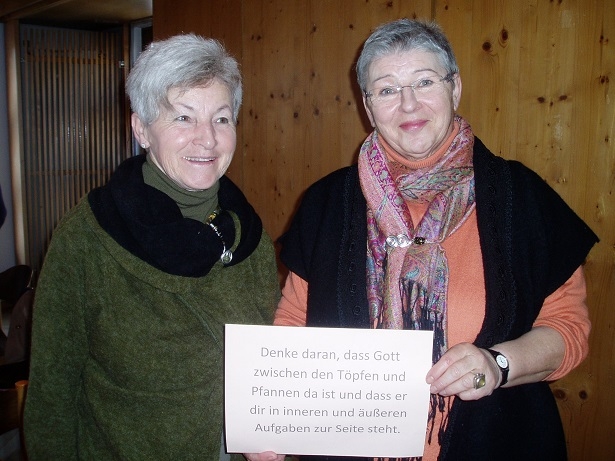 Denke daran, dass Gott
zwischen den Töpfen und
Pfannen da ist und dass er
dir in inneren und äußeren
Aufgaben zur Seite steht.